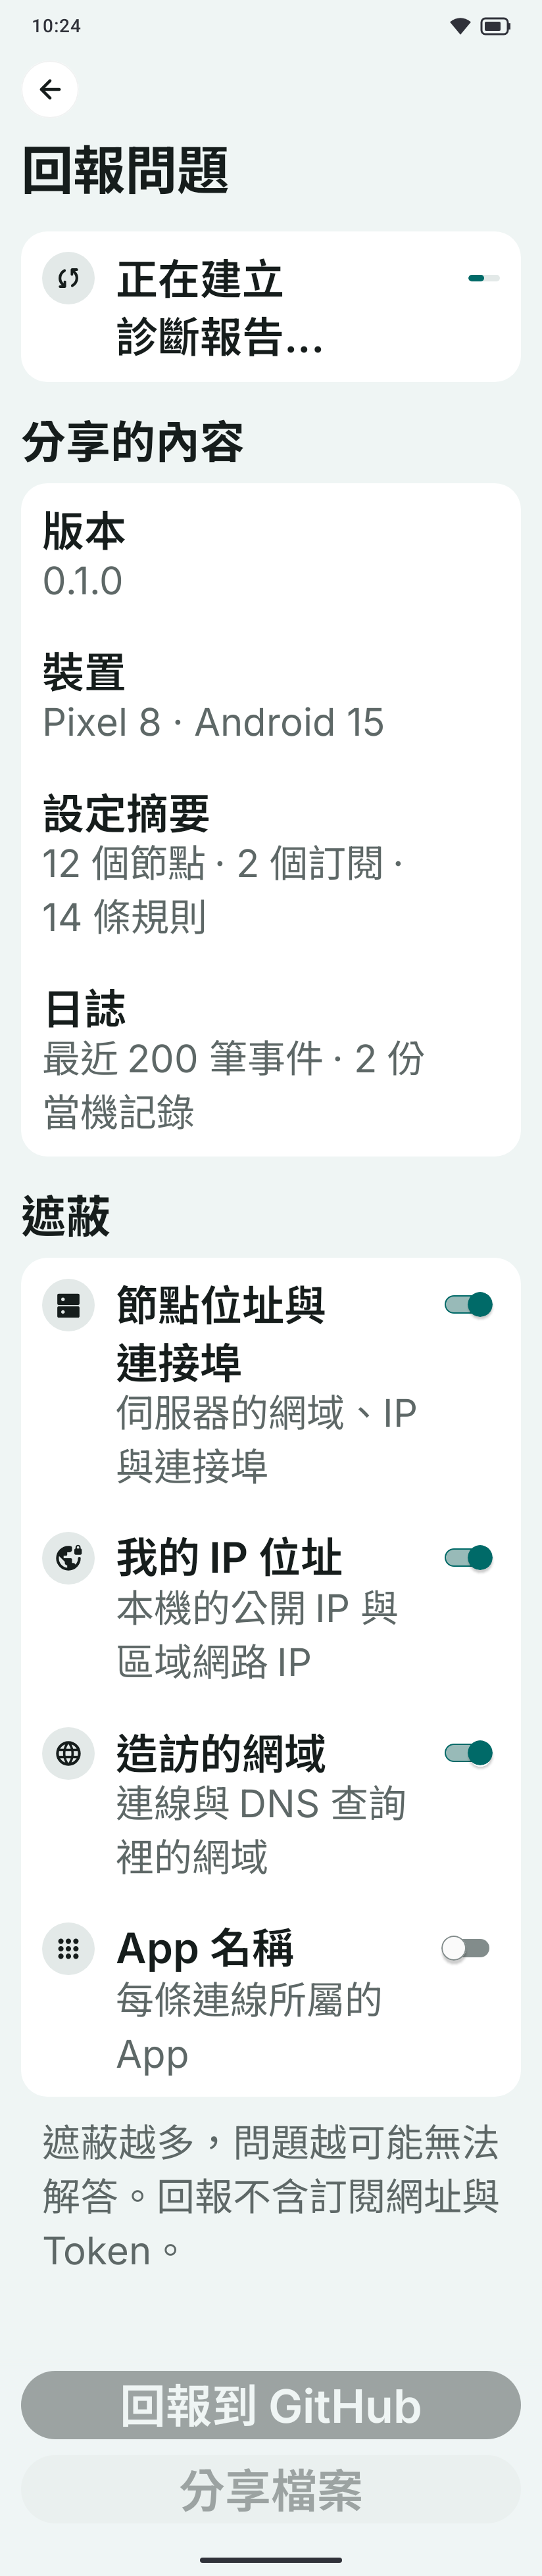 10:24
回報問題
正在建立
診斷報告...
分享的內容
版本
0.1.0
裝置
Pixel 8 · Android 15
設定摘要
12 個節點 · 2 個訂閱 ·
14 條規則
日誌
最近 200 筆事件 · 2 份
當機記錄
遮蔽
節點位址與
連接埠
伺服器的網域、IP
與連接埠
我的 IP 位址
本機的公開 IP 與
區域網路 IP
造訪的網域
連線與 DNS 查詢
裡的網域
App 名稱
每條連線所屬的
App
遮蔽越多，問題越可能無法
解答。回報不含訂閱網址與
Token。
回報到 GitHub
分享檔案